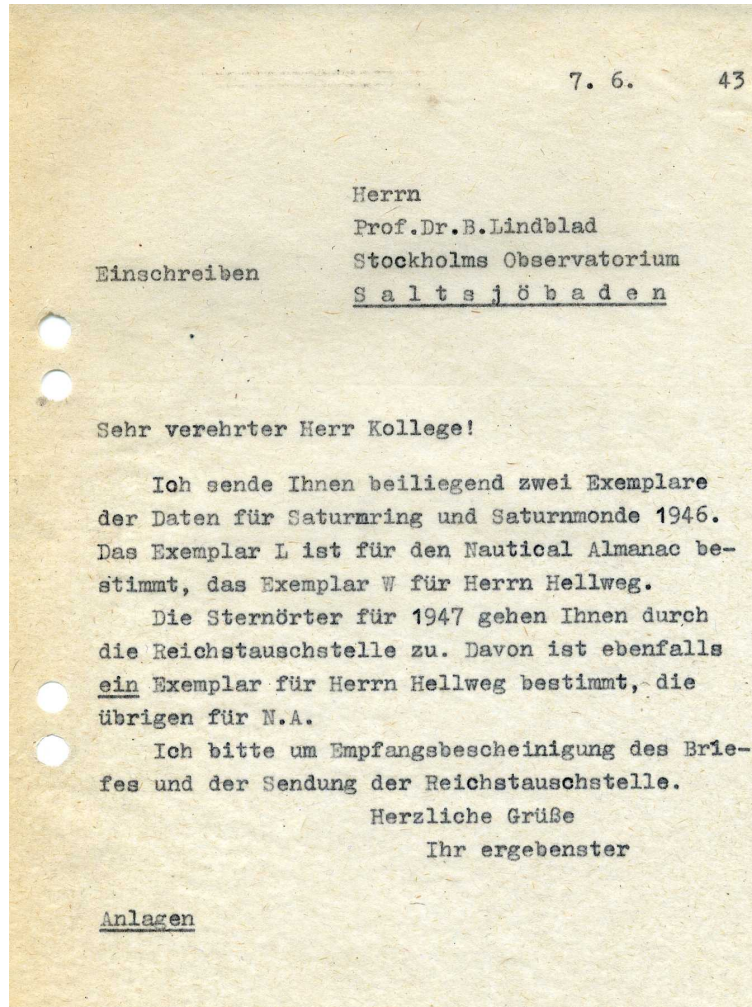 7. 6. 43
Herrn
Prof.Dr.B.Lindblad
Stockholms Observatorium
Einschreiben
Saltsjöbaden
Sehr verehrter Herr Kollege!
Ich sende Ihnen beiliegend zwei Exemplare
der Daten für Saturnring und Saturnmonde 1946.
Das Exemplar L ist für den Nautical Almanac be-
stimmt, das Exemplar W für Herrn Hellweg.
Die Sternörter für 1947 gehen Ihnen durch
die Reichstauschstelle zu. Davon ist ebenfalls
ein Exemplar für Herrn Hellweg bestimmt, die
übrigen für N.A.
Ich bitte um Empfangsbescheinigung des Brie-
fes und der Sendung der Reichstauschstelle.
Herzliche Grüße
Ihr ergebenster
Anlagen